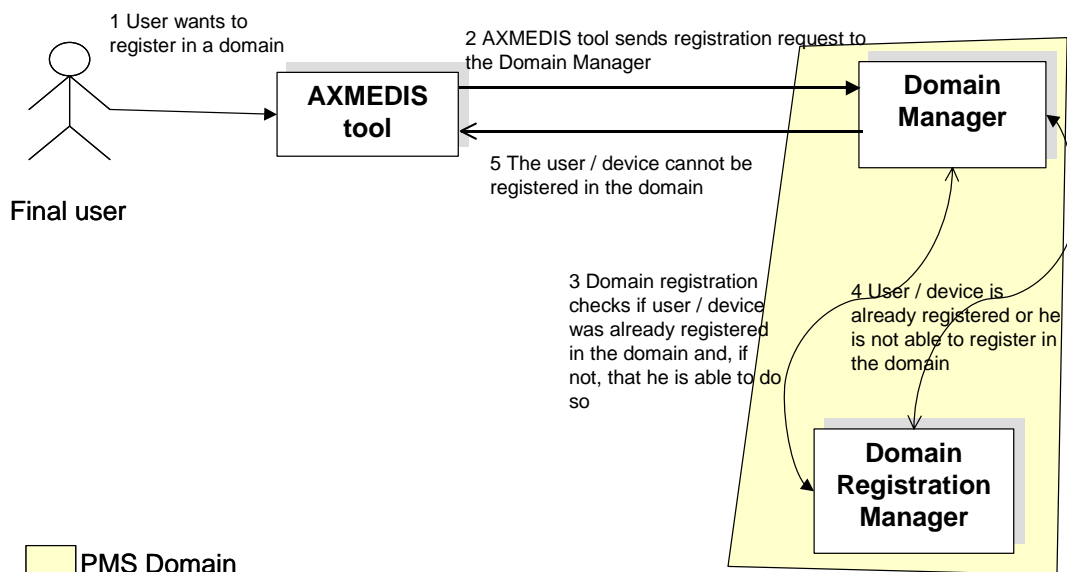 1 User wants to
register in a domain
2 AXMEDIS tool sends registration request to
the Domain Manager
AXMEDIS
tool
Domain
Manager
5 The user / device cannot be
registered in the domain
Final user
3 Domain registration
checks if user / device
was already registered
in the domain and, if
not, that he is able to do
so
4 User / device is
already registered or he
is not able to register in
the domain
Domain
Registration
Manager
PMS Domain